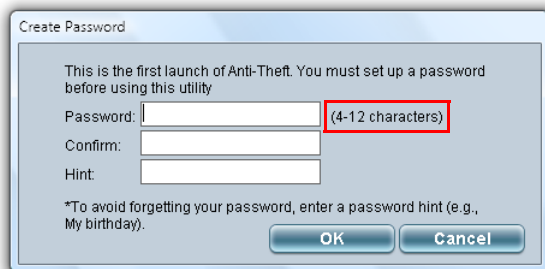 Create Password
This is the first launch of Anti-Theft. You must set up a password
before using this utility
Password: (4-12 characters)
Confirm:
Hint:
*To avoid forgetting your password, enter a password hint (e.g.,
My birthday).
OK Cancel